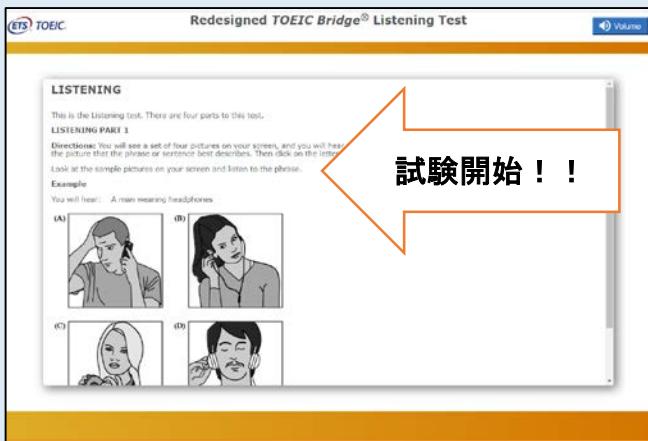 ETS TOEIC
Redesigned TOEIC Bridge® Listening Test
Volume
LISTENING
This is the Listening test. There are four parts to this test.
LISTENING PART 1
Directions: You will see a set of four pictures on your screen, and you will hear
the picture that the phrase or sentence best describes. Then click on the letter
Look at the sample pictures on your screen and listen to the phrase.
Example
You will hear: A man wearing headphones
(A) (B)
(C) (D)
試験開始！！